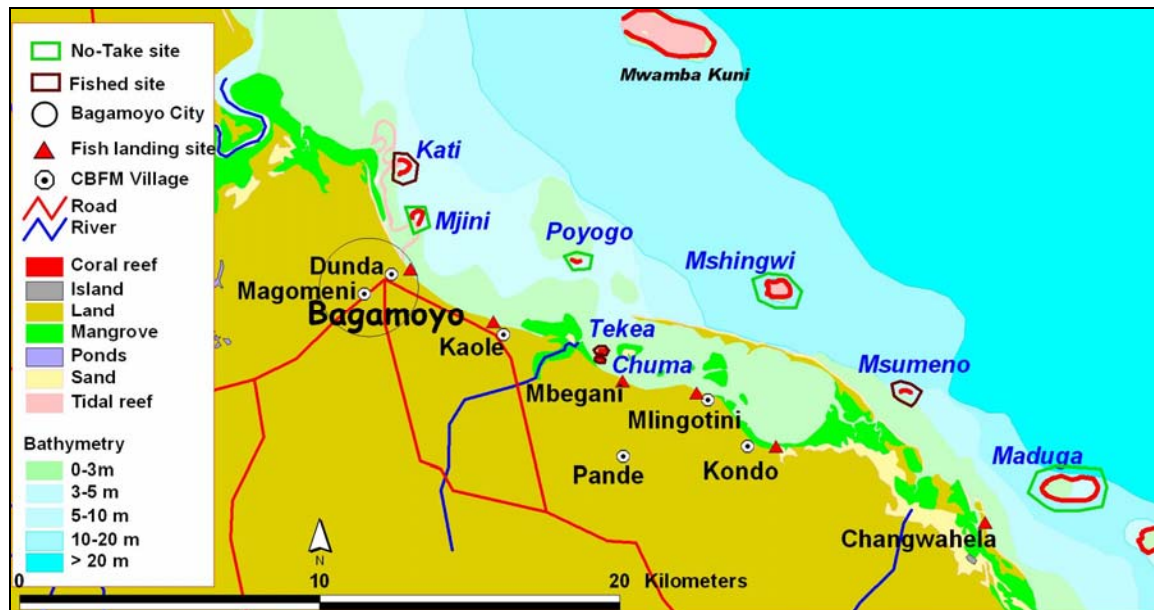 No-Take site
Fished site
Bagamoyo City
Fish landing site
CBFM Village
Road
River
Coral reef
Island
Land
Mangrove
Ponds
Sand
Tidal reef
Bathymetry
0-3m
3-5 m
5-10 m
10-20 m
> 20 m
Mwamba Kuni
Kati
Mjini
Poyogo
Mshingwi
Dunda
Magomeni
Bagamoyo
Kaole
Tekea
Chuma
Mbegani
Msumeno
Mlingotini
Pande
Kondo
Maduga
Changwahela
N
0 10 20 Kilometers